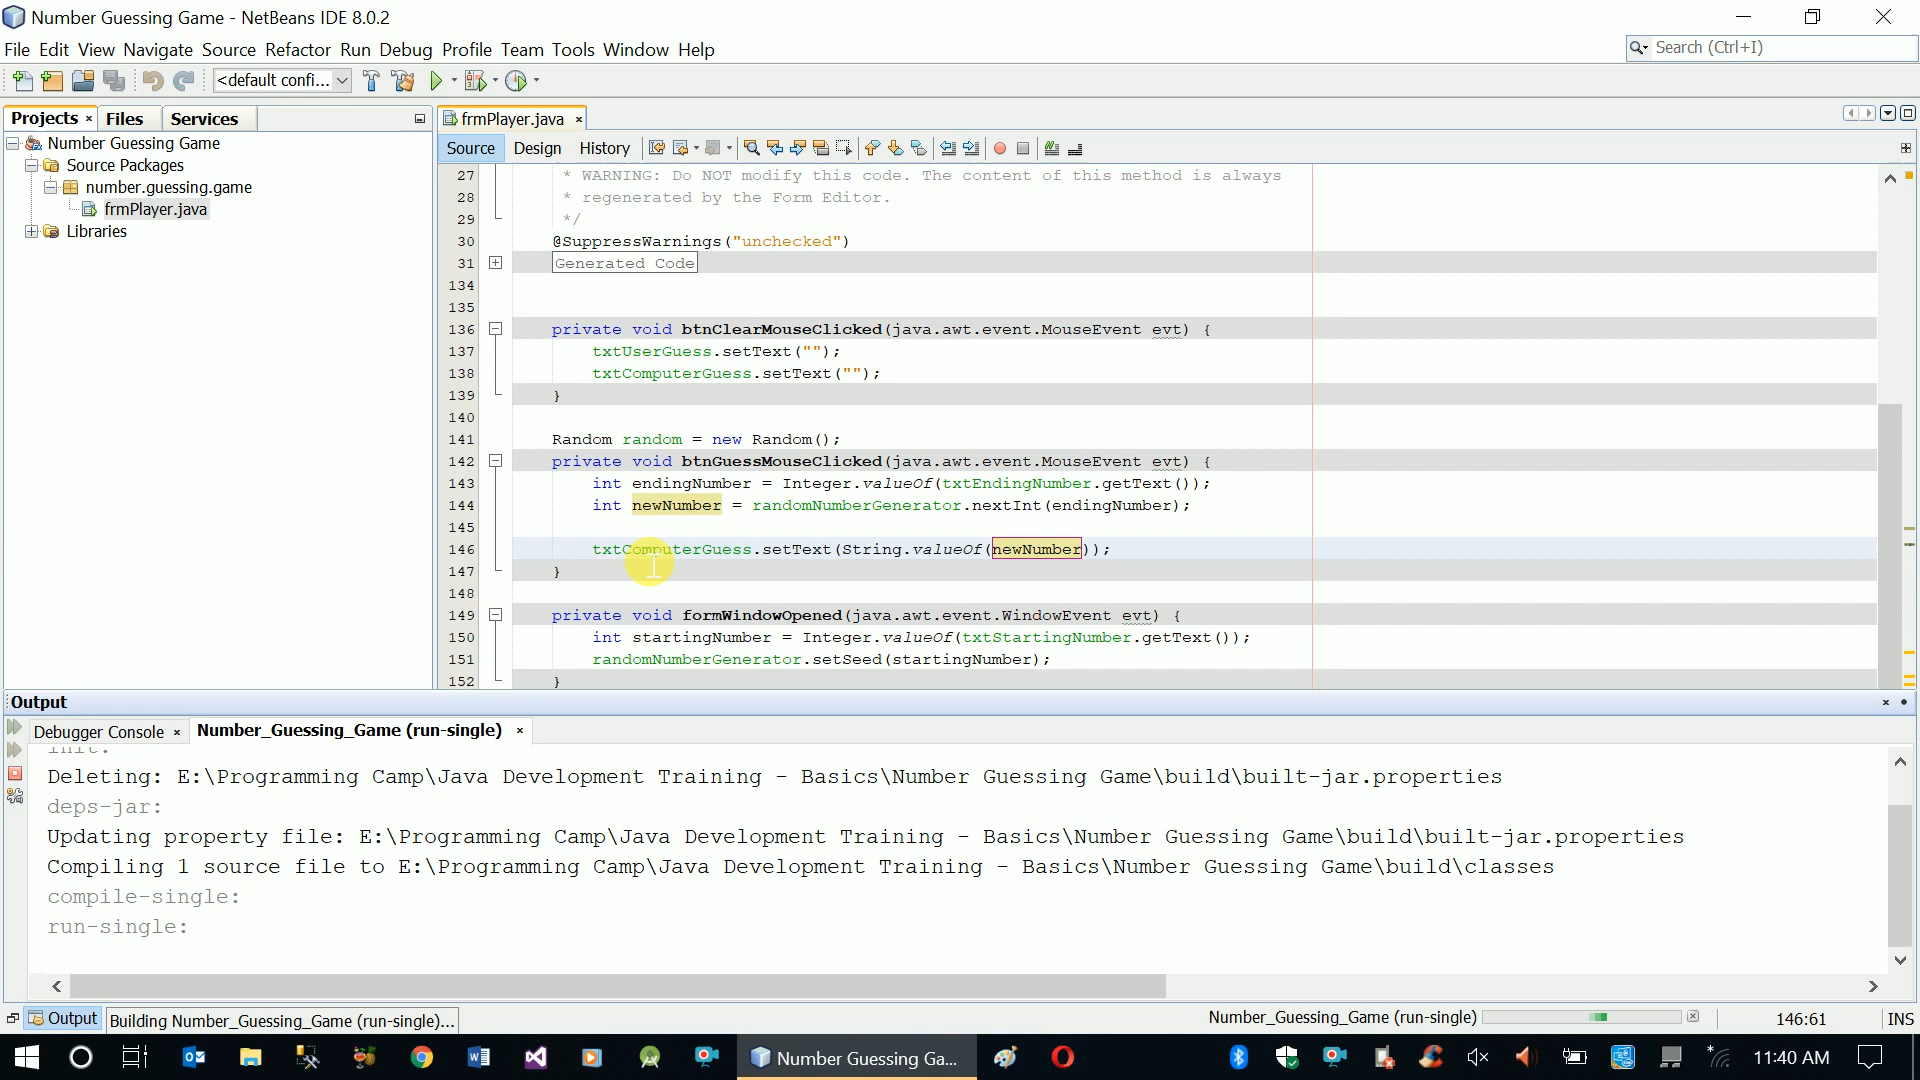 Number Guessing Game - NetBeans IDE 8.0.2
File Edit View Navigate Source Refactor Run Debug Profile Team Tools Window Help
Search (Ctrl+I)
<default confi...
Projects Files Services
frmPlayer.java
Number Guessing Game
Source Packages
number.guessing.game
frmPlayer.java
Libraries
Source Design History
27 * WARNING: Do NOT modify this code. The content of this method is always
28 * regenerated by the Form Editor.
29 */
30 @SuppressWarnings("unchecked")
31 Generated Code
134
135
136 private void btnClearMouseClicked(java.awt.event.MouseEvent evt) {
137 txtUserGuess.setText("");
138 txtComputerGuess.setText("");
139 }
140
141 Random random = new Random();
142 private void btnGuessMouseClicked(java.awt.event.MouseEvent evt) {
143 int endingNumber = Integer.valueOf(txtEndingNumber.getText());
144 int newNumber = randomNumberGenerator.nextInt(endingNumber);
145
146 txtComputerGuess.setText(String.valueOf(newNumber));
147 }
148
149 private void formWindowOpened(java.awt.event.WindowEvent evt) {
150 int startingNumber = Integer.valueOf(txtStartingNumber.getText());
151 randomNumberGenerator.setSeed(startingNumber);
152 }
Output
Debugger Console Number_Guessing_Game (run-single)
init:
Deleting: E:\Programming Camp\Java Development Training - Basics\Number Guessing Game\build\built-jar.properties
deps-jar:
Updating property file: E:\Programming Camp\Java Development Training - Basics\Number Guessing Game\build\built-jar.properties
Compiling 1 source file to E:\Programming Camp\Java Development Training - Basics\Number Guessing Game\build\classes
compile-single:
run-single:
Output Building Number_Guessing_Game (run-single)... Number_Guessing_Game (run-single) 146:61 INS
Number Guessing Ga... 11:40 AM